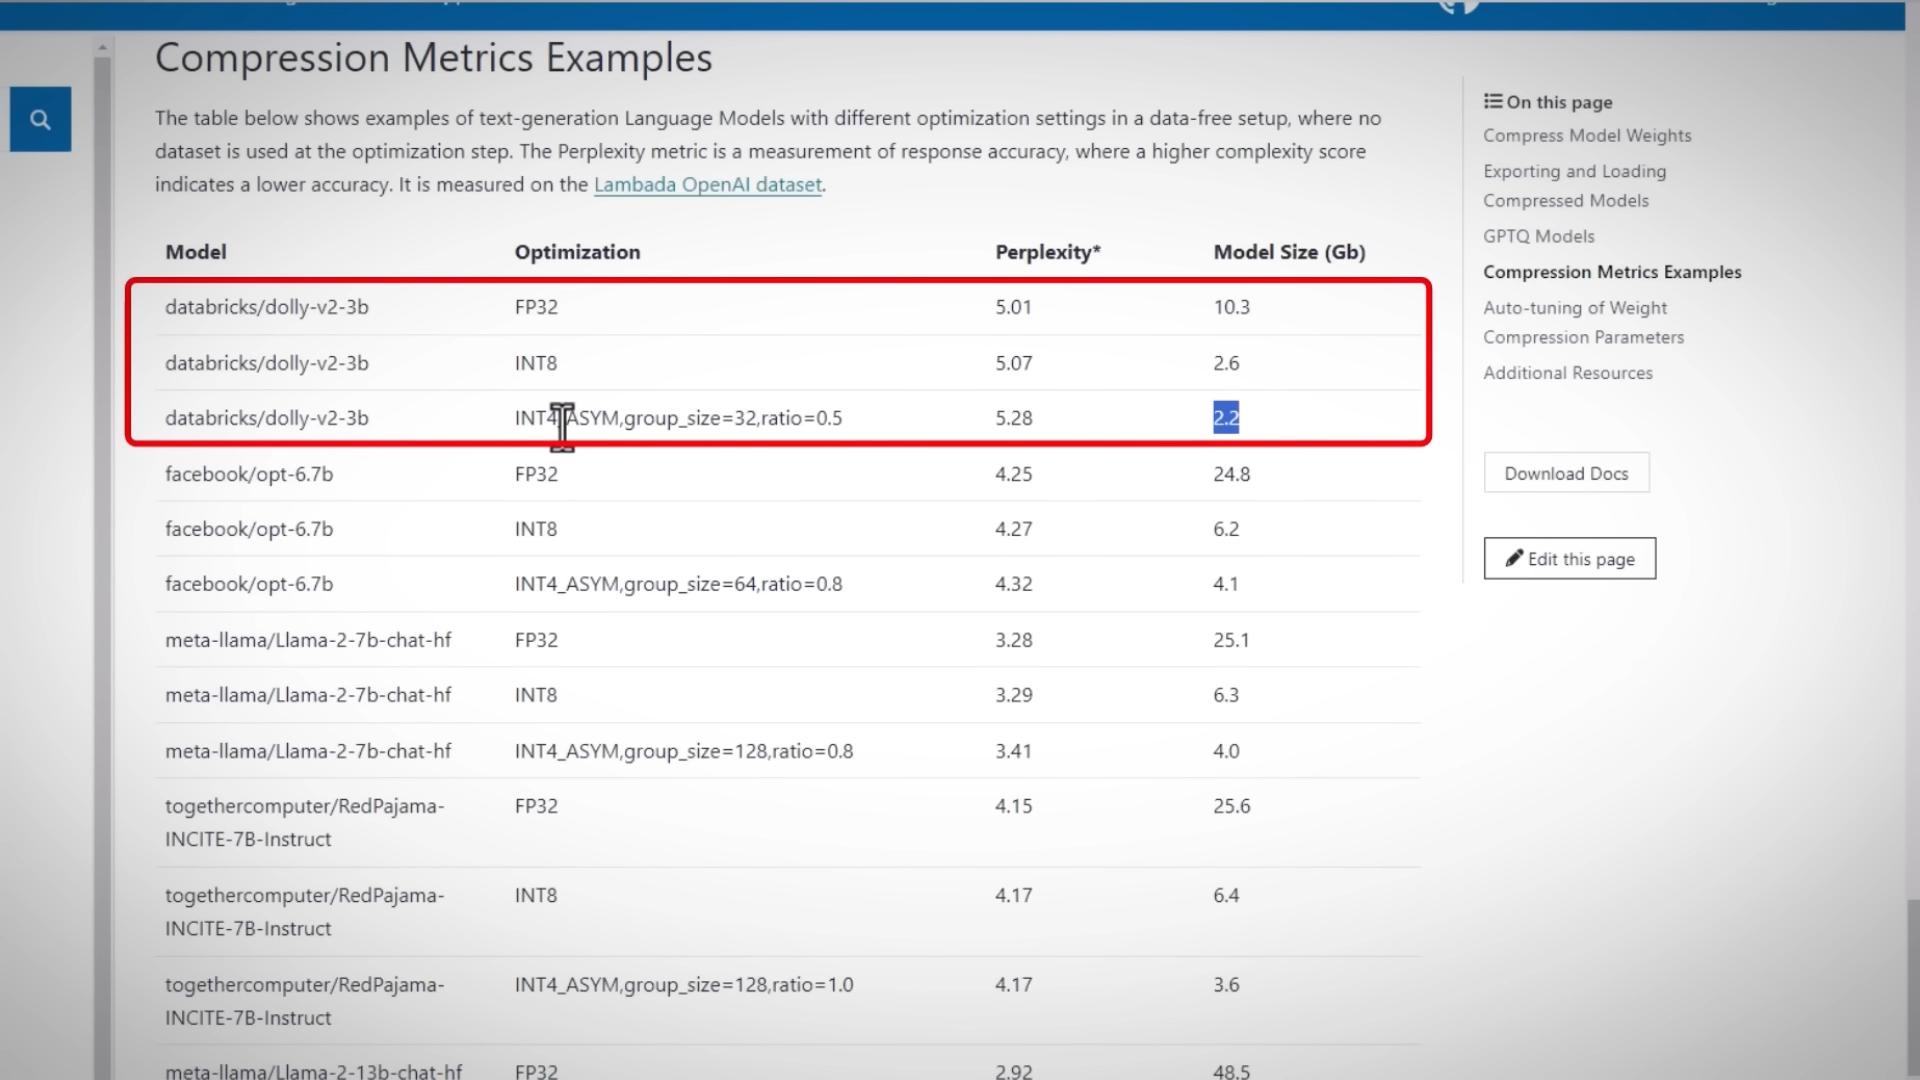 Compression Metrics Examples
The table below shows examples of text-generation Language Models with different optimization settings in a data-free setup, where no
dataset is used at the optimization step. The Perplexity metric is a measurement of response accuracy, where a higher complexity score
indicates a lower accuracy. It is measured on the Lambada OpenAI dataset.
Model Optimization Perplexity* Model Size (Gb)
databricks/dolly-v2-3b FP32 5.01 10.3
databricks/dolly-v2-3b INT8 5.07 2.6
databricks/dolly-v2-3b INT4_ASYM,group_size=32,ratio=0.5 5.28 2.2
facebook/opt-6.7b FP32 4.25 24.8
facebook/opt-6.7b INT8 4.27 6.2
facebook/opt-6.7b INT4_ASYM,group_size=64,ratio=0.8 4.32 4.1
meta-llama/Llama-2-7b-chat-hf FP32 3.28 25.1
meta-llama/Llama-2-7b-chat-hf INT8 3.29 6.3
meta-llama/Llama-2-7b-chat-hf INT4_ASYM,group_size=128,ratio=0.8 3.41 4.0
togethercomputer/RedPajama- FP32 4.15 25.6
INCITE-7B-Instruct
togethercomputer/RedPajama- INT8 4.17 6.4
INCITE-7B-Instruct
togethercomputer/RedPajama- INT4_ASYM,group_size=128,ratio=1.0 4.17 3.6
INCITE-7B-Instruct
meta-llama/Llama-2-13b-chat-hf FP32 2.92 48.5
On this page
Compress Model Weights
Exporting and Loading
Compressed Models
GPTQ Models
Compression Metrics Examples
Auto-tuning of Weight
Compression Parameters
Additional Resources
Download Docs
Edit this page